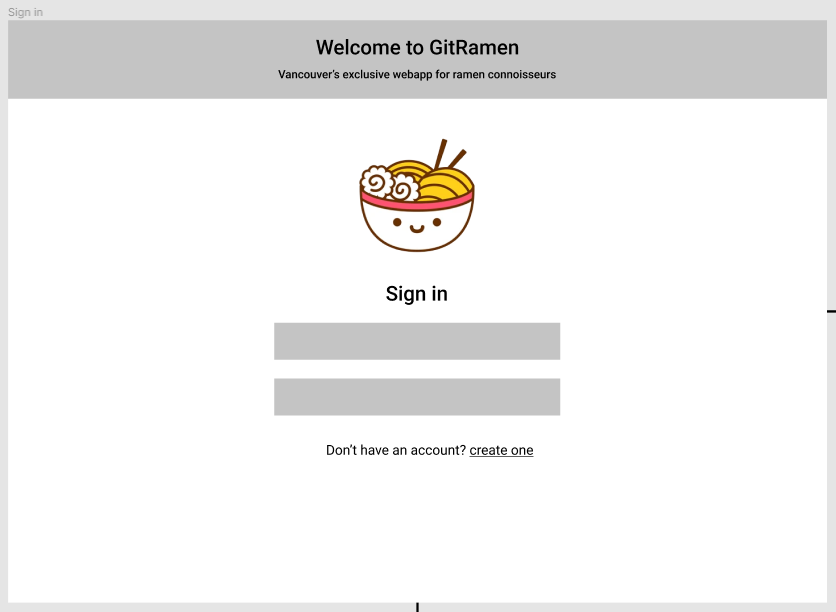 Sign in
Welcome to GitRamen
Vancouver's exclusive webapp for ramen connoisseurs
Sign in
Don't have an account? create one